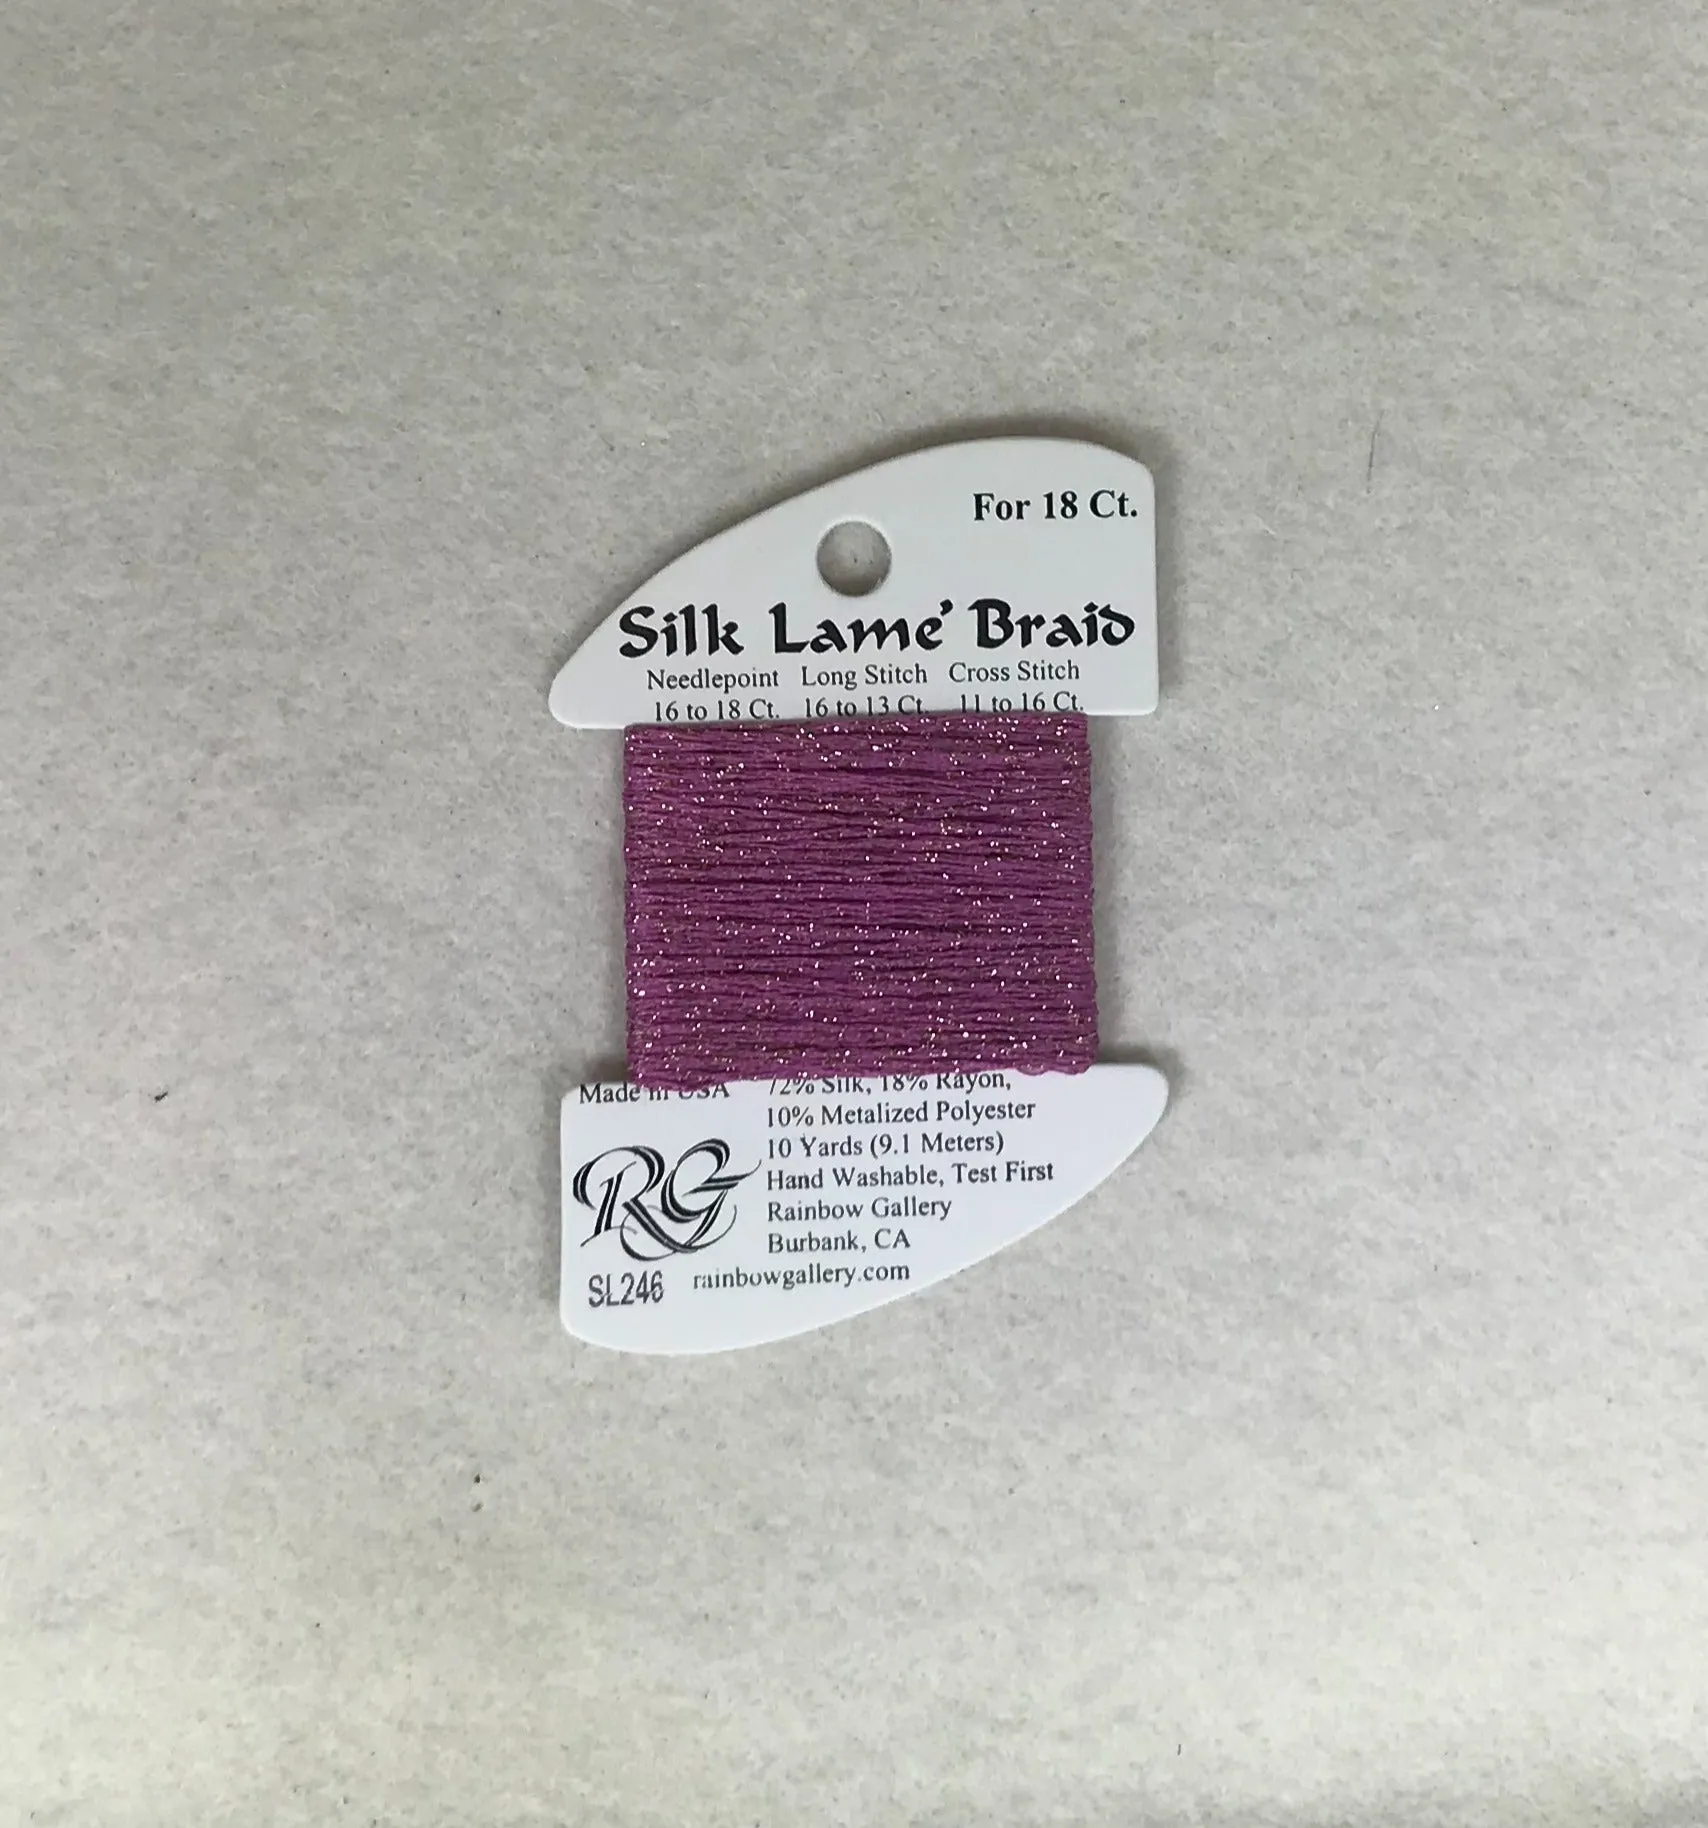 For 18 Ct.
Silk Lame' Braid
Needlepoint Long Stitch Cross Stitch
16 to 18 Ct. 16 to 13 Ct. 11 to 16 Ct.
Made in USA 72% Silk, 18% Rayon,
10% Metalized Polyester
10 Yards (9.1 Meters)
Hand Washable, Test First
Rainbow Gallery
Burbank, CA
RG
SL246 rainbowgallery.com